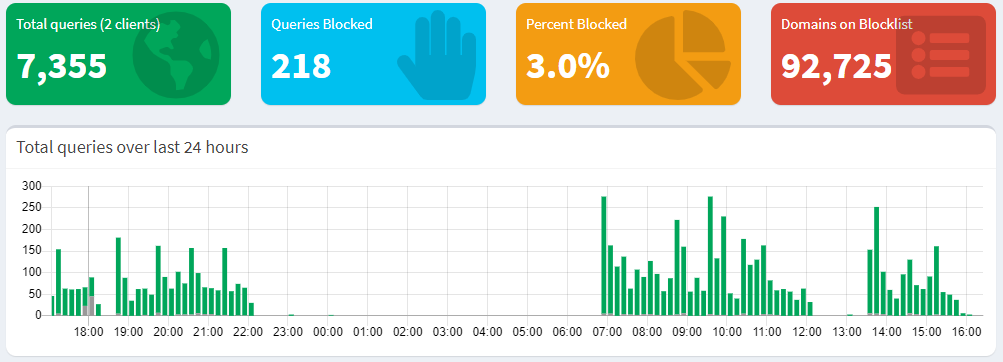 Total queries (2 clients)
7,355
Queries Blocked
218
Percent Blocked
3.0%
Domains on Blocklist
92,725
Total queries over last 24 hours
300
250
200
150
100
50
0
18:00 19:00 20:00 21:00 22:00 23:00 00:00 01:00 02:00 03:00 04:00 05:00 06:00 07:00 08:00 09:00 10:00 11:00 12:00 13:00 14:00 15:00 16:00